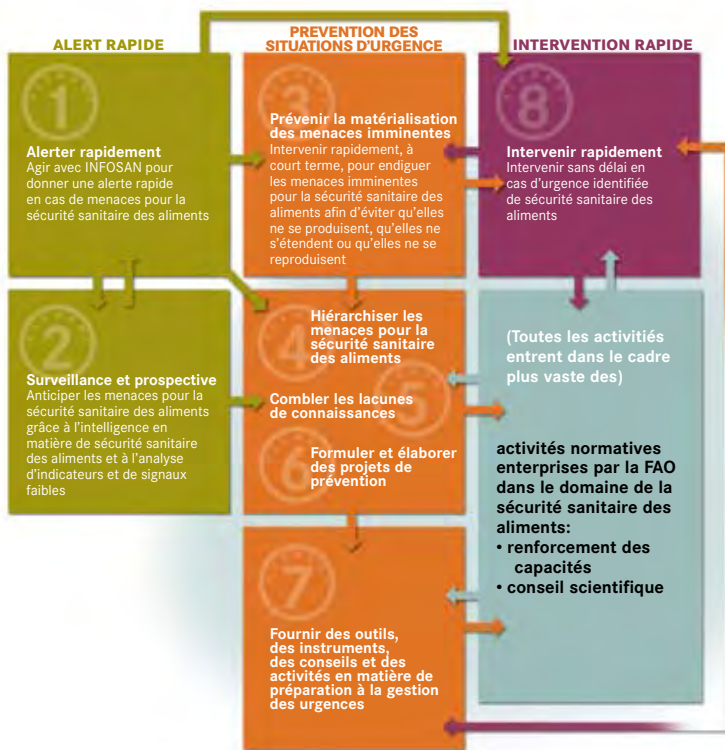 ALERT RAPIDE
PREVENTION DES
SITUATIONS D'URGENCE
INTERVENTION RAPIDE
1
Alerter rapidement
Agir avec INFOSAN pour
donner une alerte rapide
en cas de menaces pour la
sécurité sanitaire des aliments
3
Prévenir la matérialisation
des menaces imminentes
Intervenir rapidement, à
court terme, pour endiguer
les menaces imminentes
pour la sécurité sanitaire des
aliments afin d'éviter qu'elles
ne se produisent, qu'elles ne
s'étendent ou qu'elles ne se
reproduisent
8
Intervenir rapidement
Intervenir sans délai en
cas d'urgence identifiée
de sécurité sanitaire des
aliments
2
Surveillance et prospective
Anticiper les menaces pour la
sécurité sanitaire des aliments
grâce à l'intelligence en
matière de sécurité sanitaire
des aliments et à l'analyse
d'indicateurs et de signaux
faibles
4
Hiérarchiser les
menaces pour la
sécurité sanitaire
des aliments
5
Combler les lacunes
de connaissances
6
Formuler et élaborer
des projets de
prévention
(Toutes les activitiés
entrent dans le cadre
plus vaste des)
activités normatives
enterprises par la FAO
dans le domaine de la
sécurité sanitaire des
aliments:
• renforcement des
capacités
• conseil scientifique
7
Fournir des outils,
des instruments,
des conseils et des
activités en matière de
préparation à la gestion
des urgences